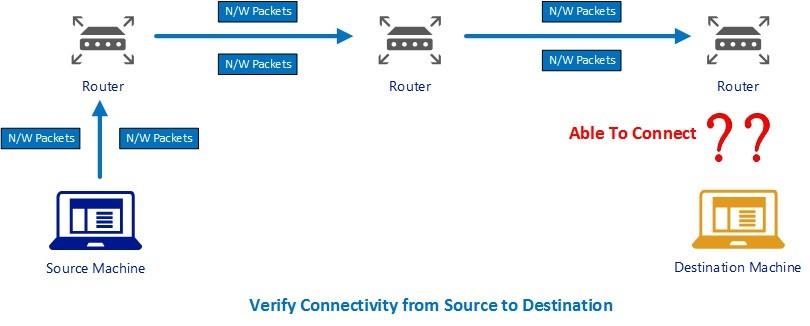 N/W Packets
N/W Packets
N/W Packets
N/W Packets
Router
Router
Router
N/W Packets
N/W Packets
Able To Connect ??
Source Machine
Destination Machine
Verify Connectivity from Source to Destination